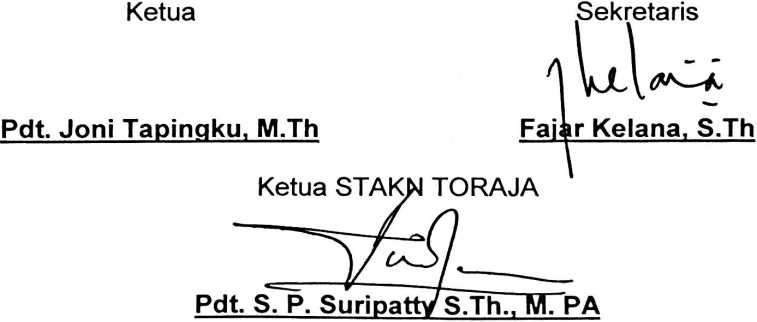 Ketua Sekretaris
Pdt. Joni Tapingku, M.Th Fajar Kelana, S.Th
Ketua STAKN TORAJA
Pdt. S. P. Suripatty S.Th., M. PA